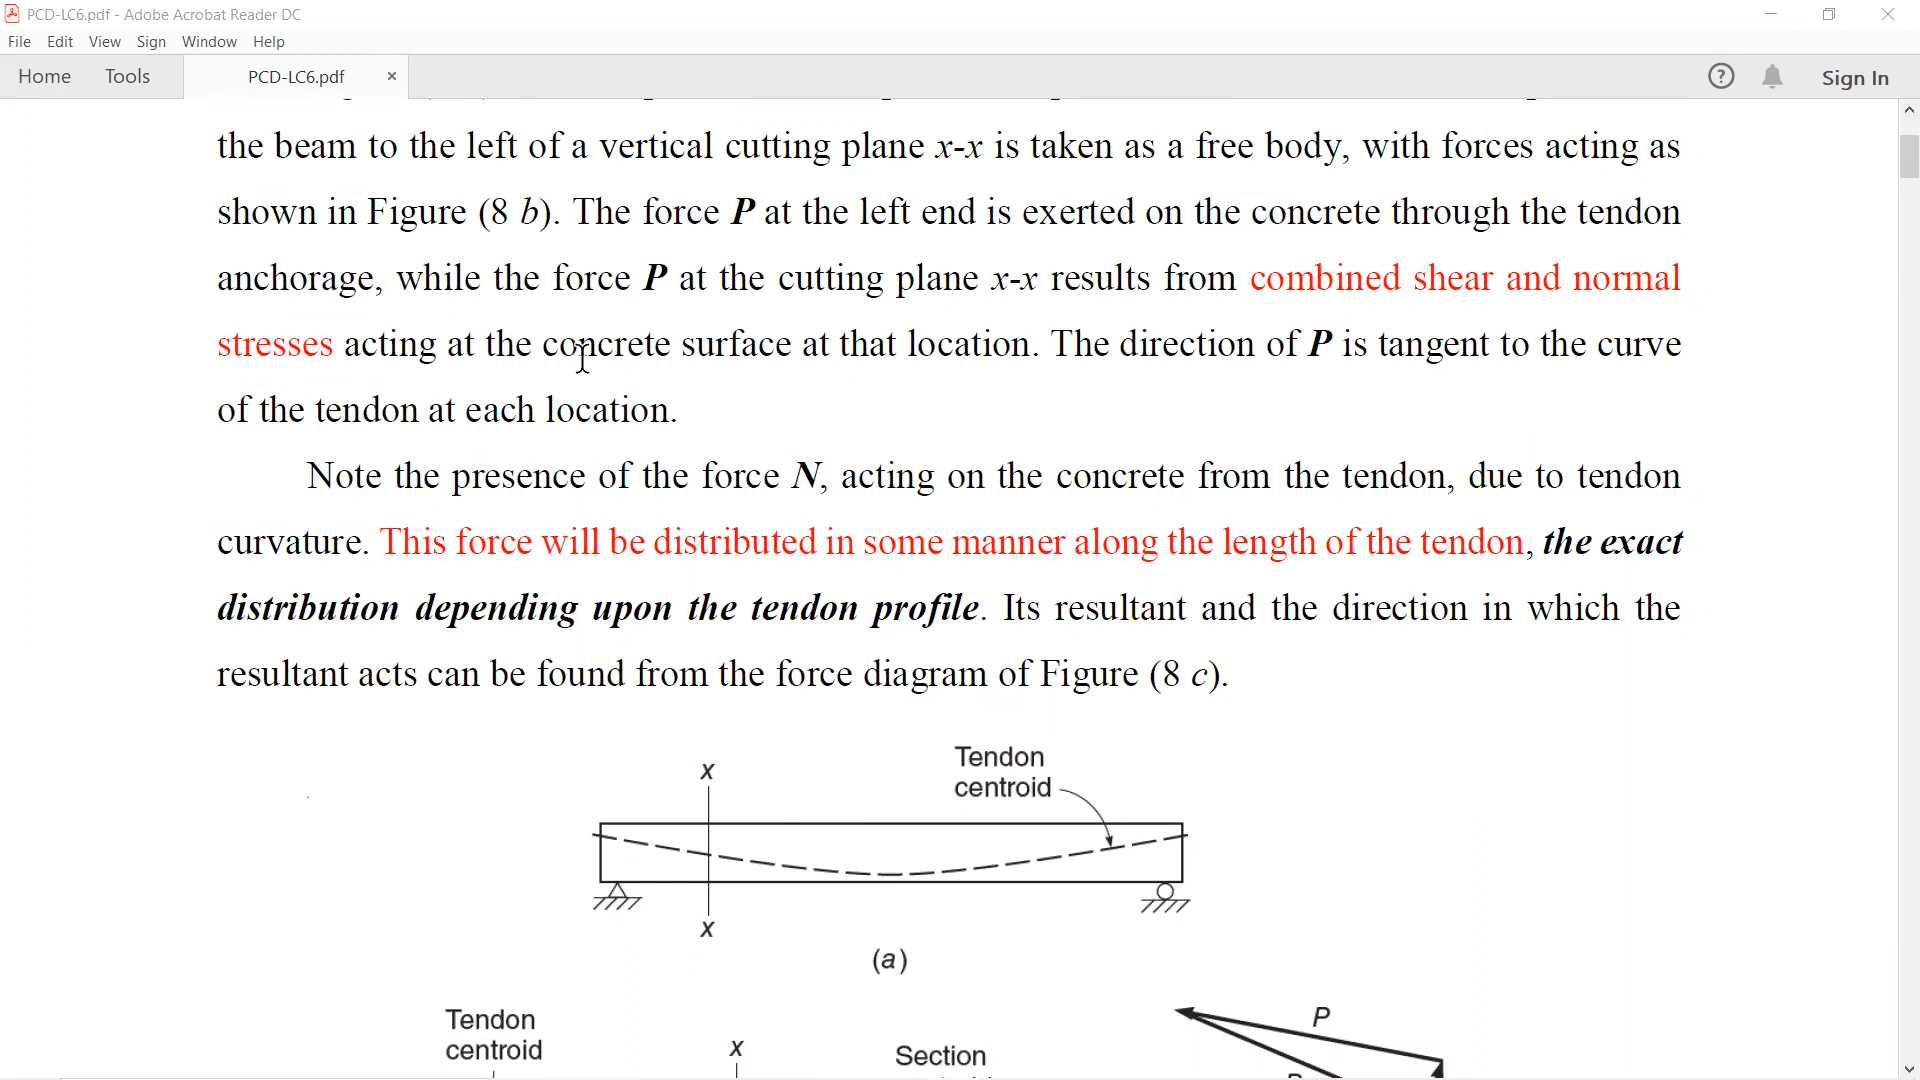 PCD-LC6.pdf - Adobe Acrobat Reader DC
File Edit View Sign Window Help
Home Tools PCD-LC6.pdf × ? Sign In
the beam to the left of a vertical cutting plane x-x is taken as a free body, with forces acting as
shown in Figure (8 b). The force P at the left end is exerted on the concrete through the tendon
anchorage, while the force P at the cutting plane x-x results from combined shear and normal
stresses acting at the concrete surface at that location. The direction of P is tangent to the curve
of the tendon at each location.
Note the presence of the force N, acting on the concrete from the tendon, due to tendon
curvature. This force will be distributed in some manner along the length of the tendon, the exact
distribution depending upon the tendon profile. Its resultant and the direction in which the
resultant acts can be found from the force diagram of Figure (8 c).
Tendon
centroid
x
x
(a)
Tendon
centroid
x
Section
P